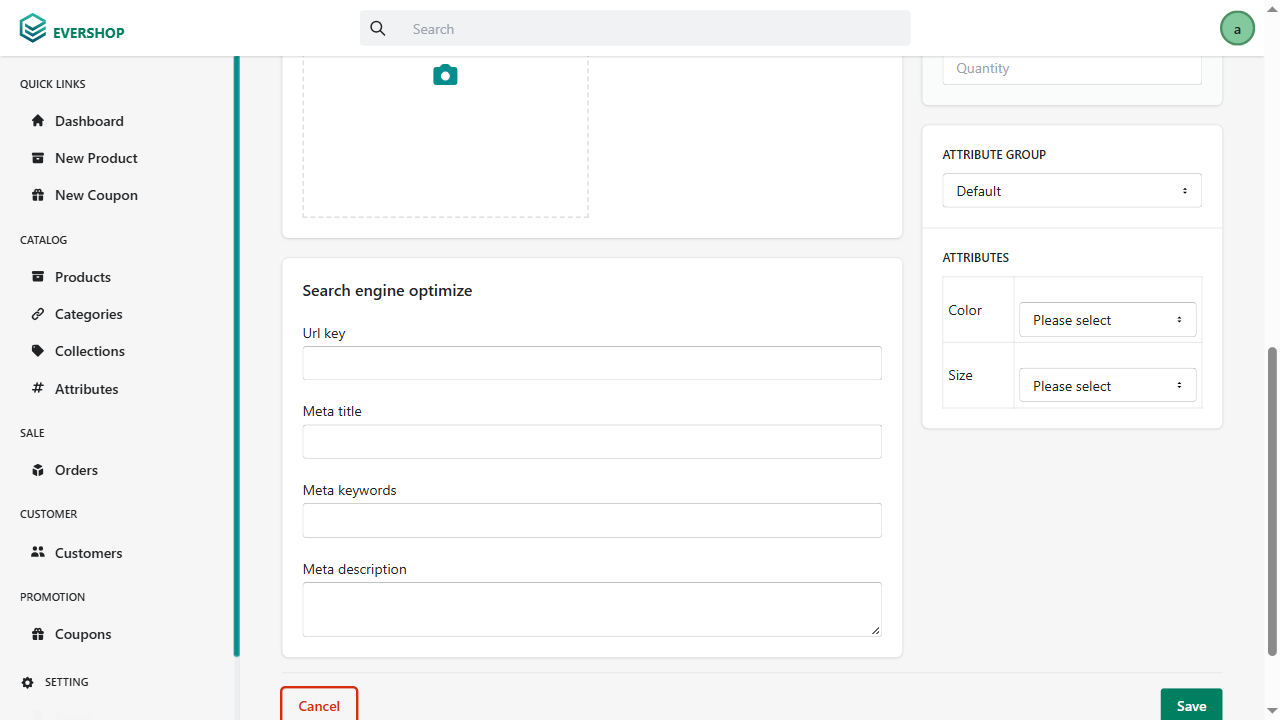 EVERSHOP
Search
a
QUICK LINKS
Dashboard
New Product
New Coupon
CATALOG
Products
Categories
Collections
Attributes
SALE
Orders
CUSTOMER
Customers
PROMOTION
Coupons
SETTING
Search engine optimize
Url key
Meta title
Meta keywords
Meta description
Cancel
Save
Quantity
ATTRIBUTE GROUP
Default
ATTRIBUTES
Color
Please select
Size
Please select